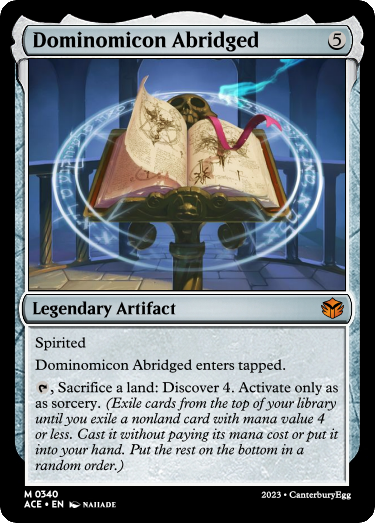 Dominomicon Abridged 5
Legendary Artifact
Spirited
Dominomicon Abridged enters tapped.
, Sacrifice a land: Discover 4. Activate only as
as sorcery. (Exile cards from the top of your library
until you exile a nonland card with mana value 4
or less. Cast it without paying its mana cost or put it
into your hand. Put the rest on the bottom in a
random order.)
M 0340
ACE • EN NAIIADE 2023 • CanterburyEgg